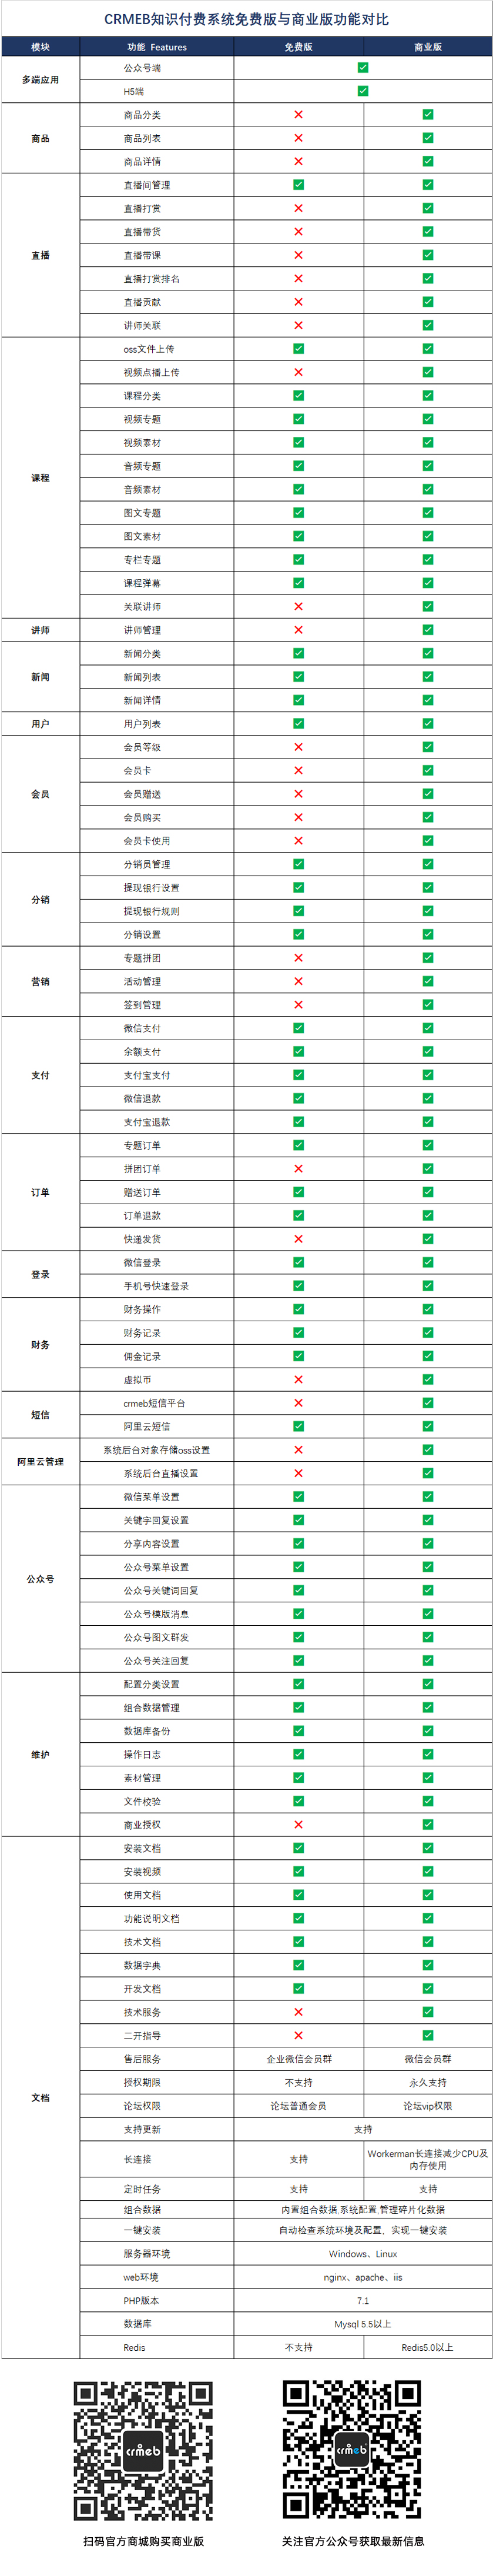 CRMEB知识付费系统免费版与商业版功能对比
模块 功能 Features 免费版 商业版
多端应用
公众号端
H5端
商品
商品分类
商品列表
商品详情
直播
直播间管理
直播打赏
直播带货
直播带课
直播打赏排名
直播贡献
讲师关联
课程
oss文件上传
视频点播上传
课程分类
视频专题
视频素材
音频专题
音频素材
图文专题
图文素材
专栏专题
课程弹幕
关联讲师
讲师
讲师管理
新闻
新闻分类
新闻列表
新闻详情
用户
用户列表
会员
会员等级
会员卡
会员赠送
会员购买
会员卡使用
分销
分销员管理
提现银行设置
提现银行规则
分销设置
营销
专题拼团
活动管理
签到管理
支付
微信支付
余额支付
支付宝支付
微信退款
支付宝退款
订单
专题订单
拼团订单
赠送订单
订单退款
快递发货
登录
微信登录
手机号快速登录
财务
财务操作
财务记录
佣金记录
虚拟币
短信
crmeb短信平台
阿里云短信
阿里云管理
系统后台对象存储oss设置
系统后台直播设置
公众号
微信菜单设置
关键字回复设置
分享内容设置
公众号菜单设置
公众号关键词回复
公众号模版消息
公众号图文群发
公众号关注回复
维护
配置分类设置
组合数据管理
数据库备份
操作日志
素材管理
文件校验
商业授权
文档
安装文档
安装视频
使用文档
功能说明文档
技术文档
数据字典
开发文档
技术服务
二开指导
售后服务 企业微信会员群 微信会员群
授权期限 不支持 永久支持
论坛权限 论坛普通会员 论坛vip权限
支持更新 支持
长连接 支持 Workerman长连接减少CPU及
内存使用
定时任务 支持 支持
组合数据 内置组合数据,系统配置,管理碎片化数据
一键安装 自动检查系统环境及配置，实现一键安装
服务器环境 Windows、Linux
web环境 nginx、apache、iis
PHP版本 7.1
数据库 Mysql 5.5以上
Redis 不支持 Redis5.0以上
crmeb
crmeb
扫码官方商城购买商业版
关注官方公众号获取最新信息